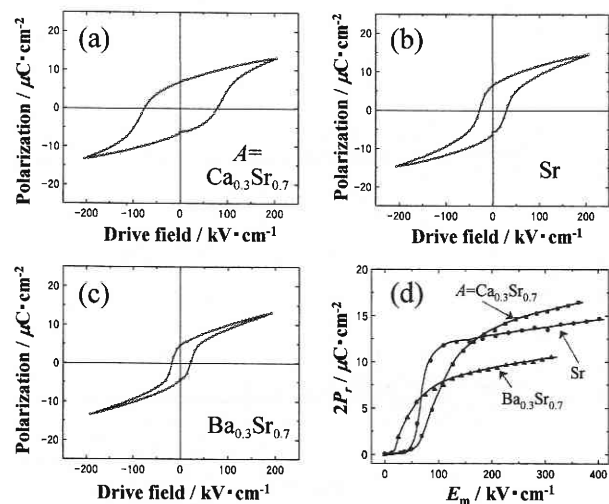 (a)
Polarization / μC・cm⁻²
20
10
0
-10
-20
A=
Ca₀.₃Sr₀.₇
-200 -100 0 100 200
Drive field / kV・cm⁻¹
(b)
Polarization / μC・cm⁻²
20
10
0
-10
-20
Sr
-200 -100 0 100 200
Drive field / kV・cm⁻¹
(c)
Polarization / μC・cm⁻²
20
10
0
-10
-20
Ba₀.₃Sr₀.₇
-200 -100 0 100 200
Drive field / kV・cm⁻¹
(d)
2Pᵣ / μC・cm⁻²
20
15
10
5
0
A=Ca₀.₃Sr₀.₇
Sr
Ba₀.₃Sr₀.₇
0 100 200 300 400
Eₘ / kV・cm⁻¹